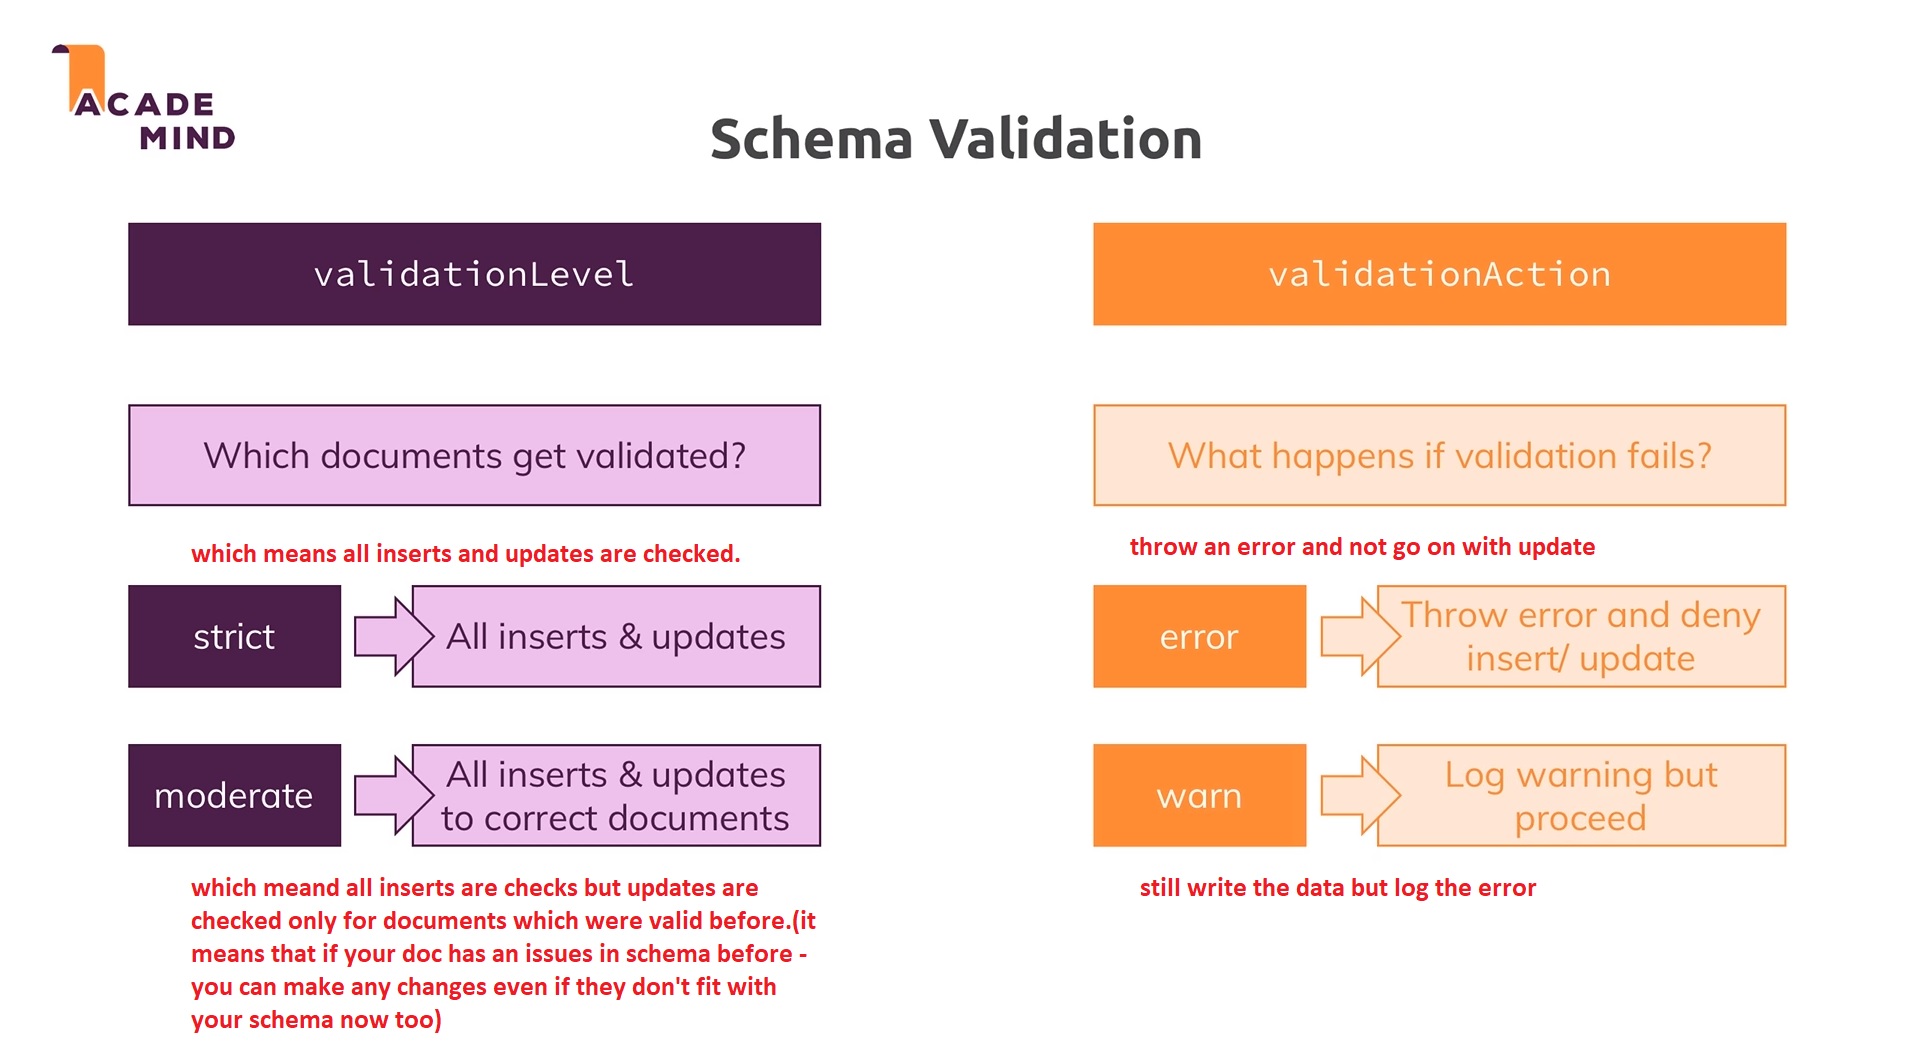 ACADE
MIND
Schema Validation
validationLevel
Which documents get validated?
which means all inserts and updates are checked.
strict
All inserts & updates
moderate
All inserts & updates
to correct documents
which meand all inserts are checks but updates are
checked only for documents which were valid before.(it
means that if your doc has an issues in schema before -
you can make any changes even if they don't fit with
your schema now too)
validationAction
What happens if validation fails?
throw an error and not go on with update
error
Throw error and deny
insert/ update
warn
Log warning but
proceed
still write the data but log the error